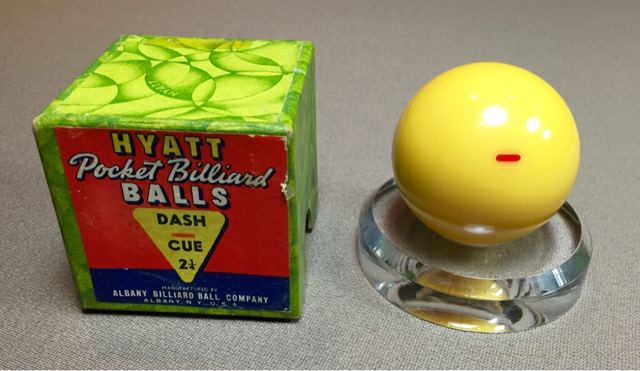 HYATT
Pocket Billiard
BALLS
DASH
CUE
2¼
MANUFACTURED BY
ALBANY BILLIARD BALL COMPANY
ALBANY, N.Y., U.S.A.